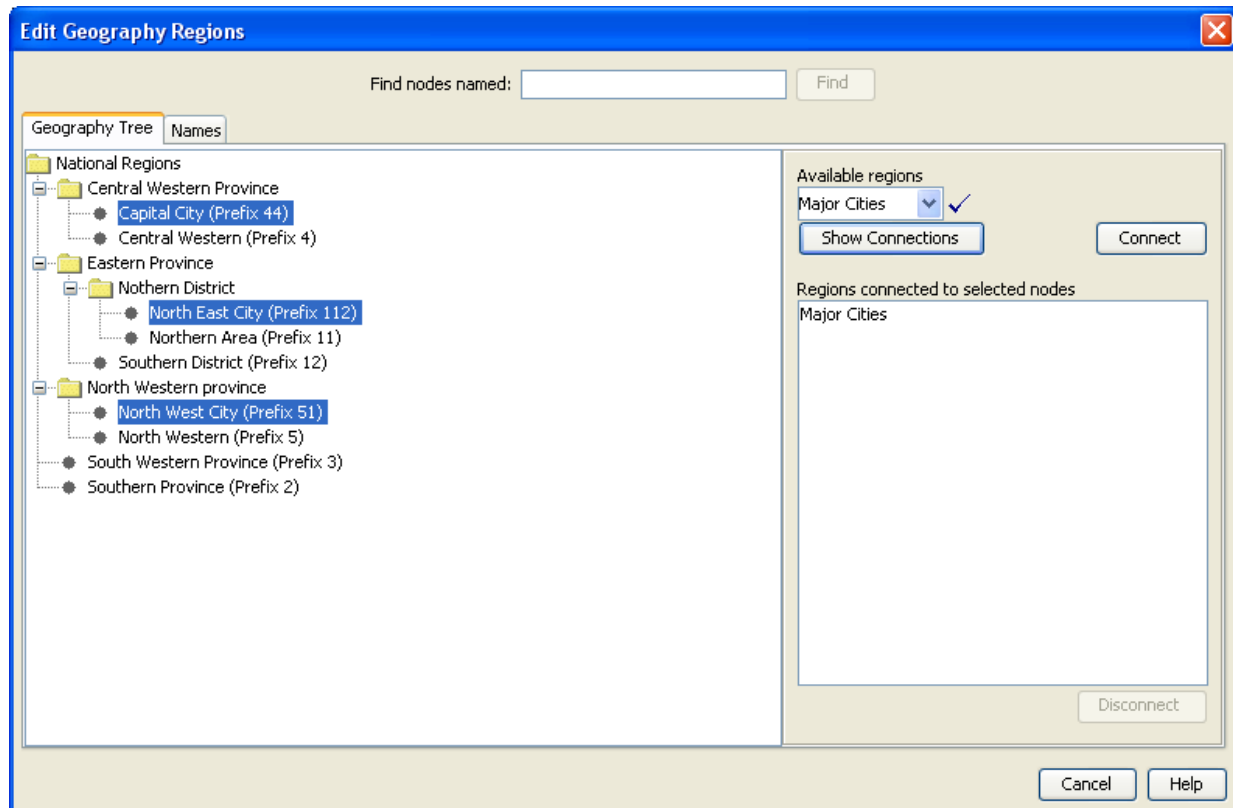 Edit Geography Regions
Find nodes named:
Find
Geography Tree
Names
National Regions
Central Western Province
Capital City (Prefix 44)
Central Western (Prefix 4)
Eastern Province
Nothern District
North East City (Prefix 112)
Northern Area (Prefix 11)
Southern District (Prefix 12)
North Western province
North West City (Prefix 51)
North Western (Prefix 5)
South Western Province (Prefix 3)
Southern Province (Prefix 2)
Available regions
Major Cities
Show Connections
Connect
Regions connected to selected nodes
Major Cities
Disconnect
Cancel
Help